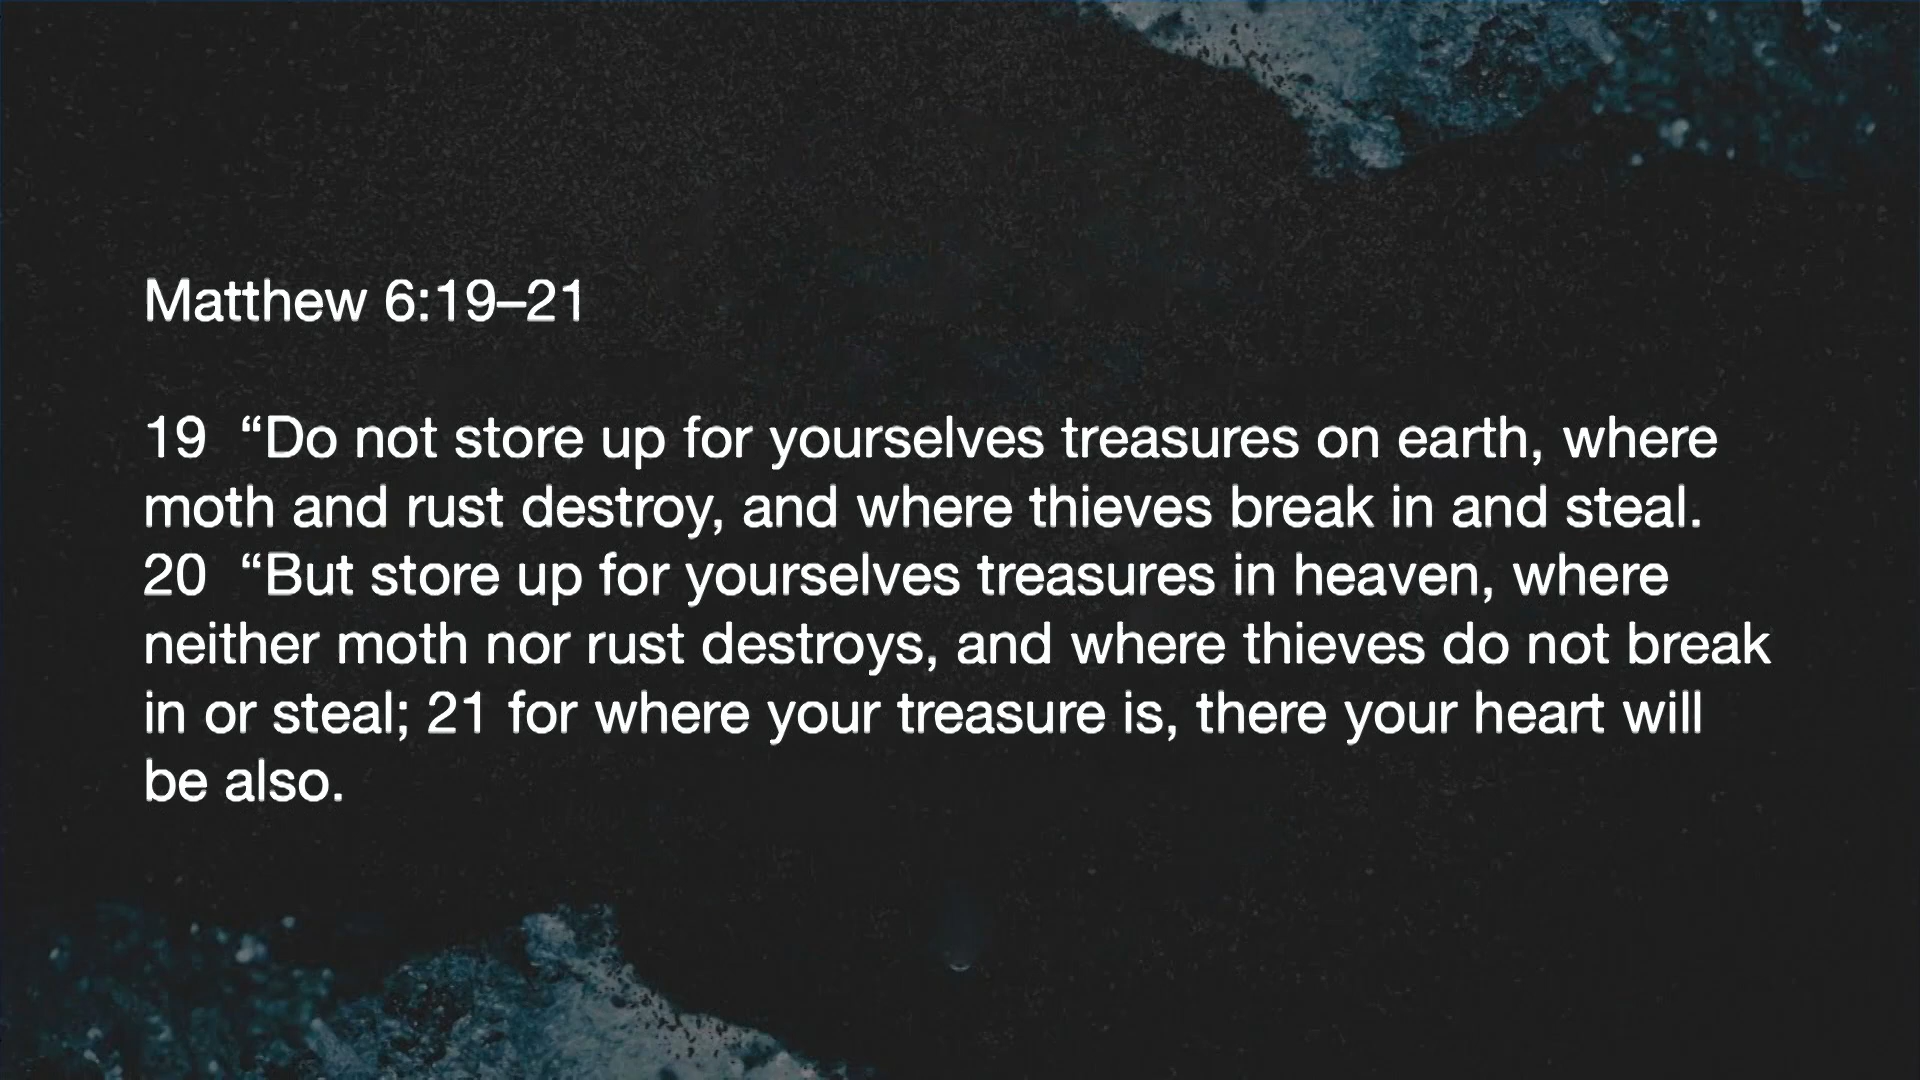 Matthew 6:19–21
19 “Do not store up for yourselves treasures on earth, where
moth and rust destroy, and where thieves break in and steal.
20 “But store up for yourselves treasures in heaven, where
neither moth nor rust destroys, and where thieves do not break
in or steal; 21 for where your treasure is, there your heart will
be also.